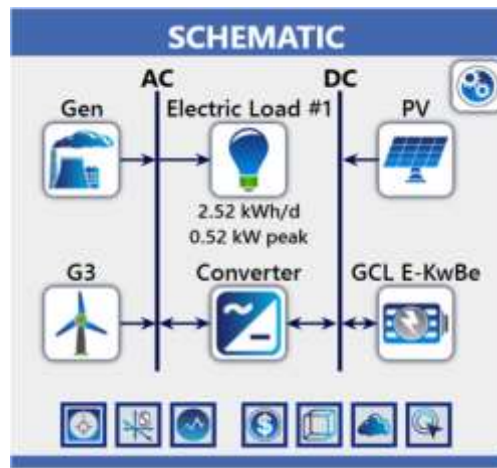 SCHEMATIC
AC DC
Gen Electric Load #1 PV
2.52 kWh/d
0.52 kW peak
G3 Converter GCL E-KwBe